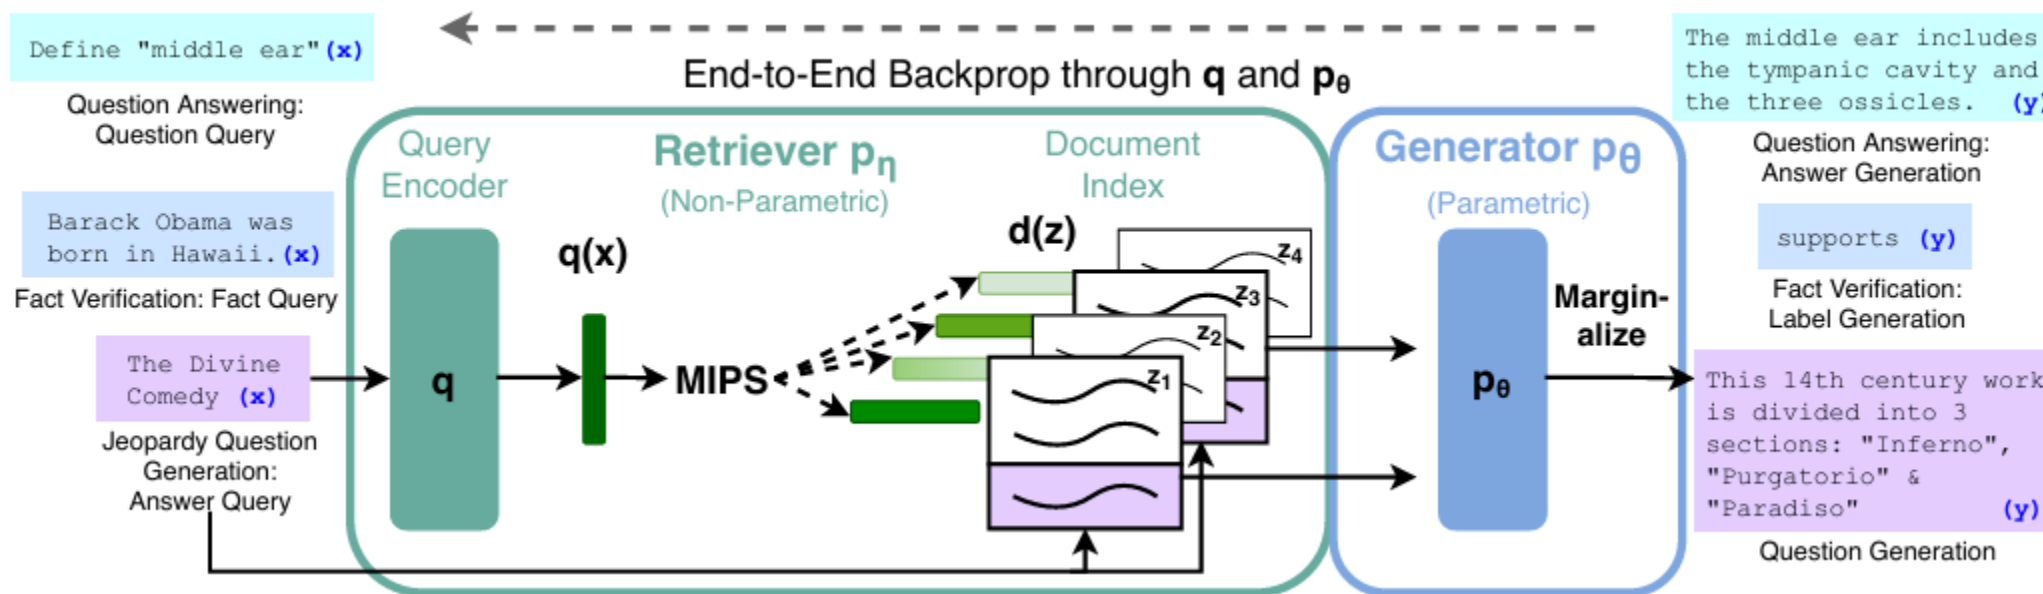 Define "middle ear"(x)
Question Answering:
Question Query
Barack Obama was
born in Hawaii.(x)
Fact Verification: Fact Query
The Divine
Comedy (x)
Jeopardy Question
Generation:
Answer Query
End-to-End Backprop through q and pθ
Query
Encoder
Retriever pη
(Non-Parametric)
Document
Index
q
q(x)
MIPS
d(z)
z4
z3
z2
z1
Generator pθ
(Parametric)
pθ
Margin-
alize
The middle ear includes
the tympanic cavity and
the three ossicles. (y)
Question Answering:
Answer Generation
supports (y)
Fact Verification:
Label Generation
This 14th century work
is divided into 3
sections: "Inferno",
"Purgatorio" &
"Paradiso" (y)
Question Generation